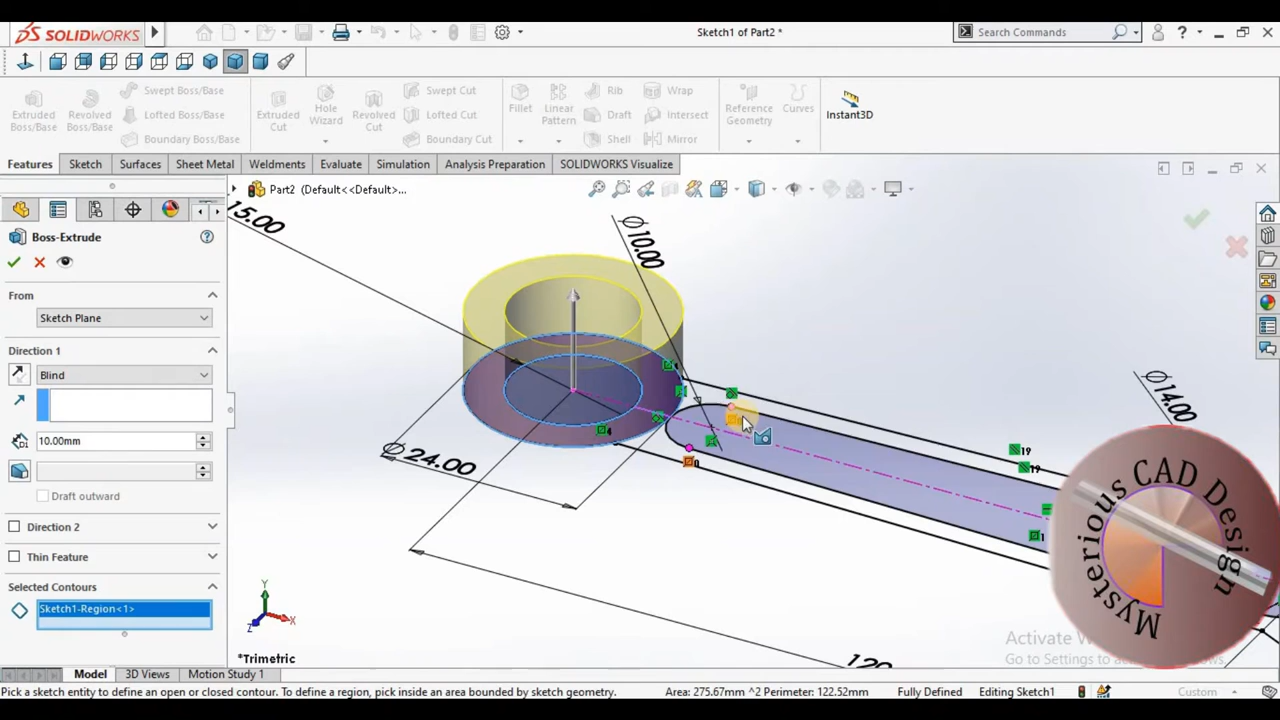 SOLIDWORKS
Sketch1 of Part2 *
Search Commands
Extruded Boss/Base
Revolved Boss/Base
Swept Boss/Base
Lofted Boss/Base
Boundary Boss/Base
Extruded Cut
Hole Wizard
Revolved Cut
Swept Cut
Lofted Cut
Boundary Cut
Fillet
Linear Pattern
Rib
Draft
Shell
Wrap
Intersect
Mirror
Reference Geometry
Curves
Instant3D
Features
Sketch
Surfaces
Sheet Metal
Weldments
Evaluate
Simulation
Analysis Preparation
SOLIDWORKS Visualize
Part2 (Default<<Default>...
Boss-Extrude
From
Sketch Plane
Direction 1
Blind
10.00mm
Draft outward
Direction 2
Thin Feature
Selected Contours
Sketch1-Region<1>
15.00
Ø10.00
Ø14.00
Ø24.00
120
19
19
1
Y
X
Z
*Trimetric
Mysterious CAD Design
Activate W
Go to Settings to activate Windows.
Model
3D Views
Motion Study 1
Pick a sketch entity to define an open or closed contour. To define a region, pick inside an area bounded by sketch geometry.
Area: 275.67mm ^2 Perimeter: 122.52mm
Fully Defined
Editing Sketch1
Custom